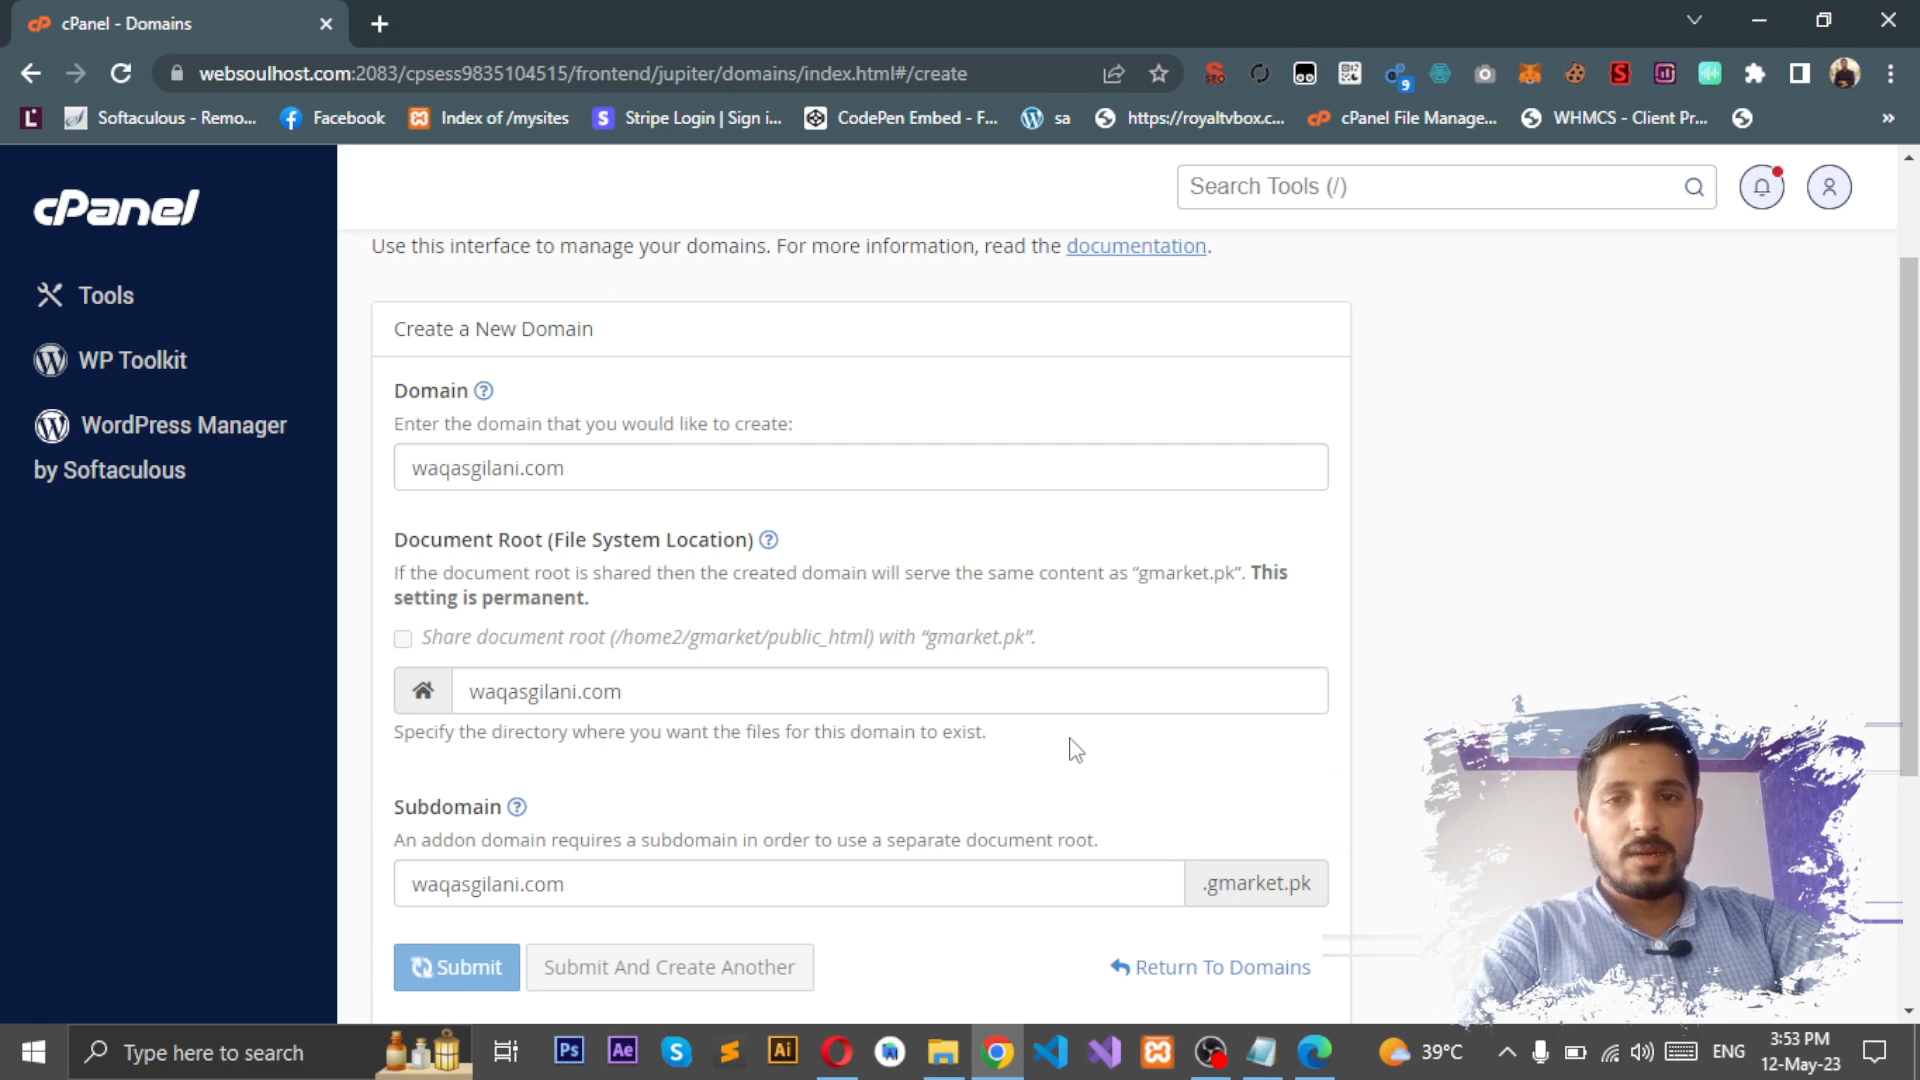 cPanel - Domains
websoulhost.com:2083/cpsess9835104515/frontend/jupiter/domains/index.html#/create
SEO
9
S
L
Softaculous - Remo...
Facebook
Index of /mysites
S
Stripe Login | Sign i...
CodePen Embed - F...
sa
https://royaltvbox.c...
cPanel File Manage...
WHMCS - Client Pr...
»
cPanel
Search Tools (/)
Tools
WP Toolkit
WordPress Manager
by Softaculous
Use this interface to manage your domains. For more information, read the documentation.
Create a New Domain
Domain
Enter the domain that you would like to create:
waqasgilani.com
Document Root (File System Location)
If the document root is shared then the created domain will serve the same content as “gmarket.pk”. This
setting is permanent.
Share document root (/home2/gmarket/public_html) with “gmarket.pk”.
waqasgilani.com
Specify the directory where you want the files for this domain to exist.
Subdomain
An addon domain requires a subdomain in order to use a separate document root.
waqasgilani.com
.gmarket.pk
Submit
Submit And Create Another
Return To Domains
Type here to search
Ps
Ae
S
Ai
39°C
ENG
3:53 PM
12-May-23